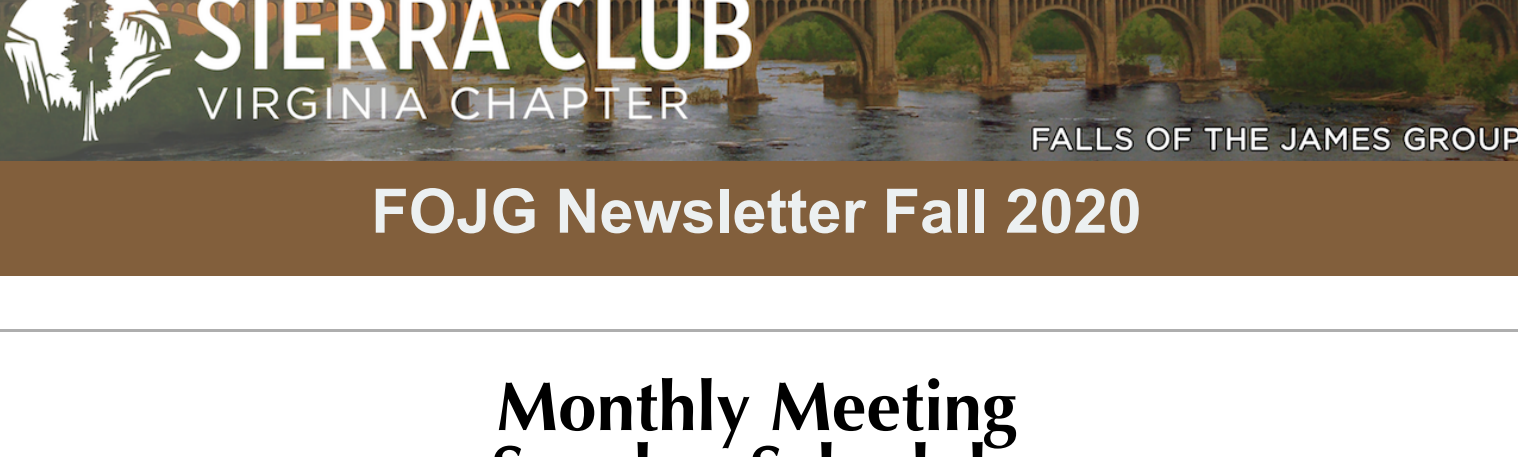 SIERRA CLUB
VIRGINIA CHAPTER
FALLS OF THE JAMES GROUP
FOJG Newsletter Fall 2020
Monthly Meeting